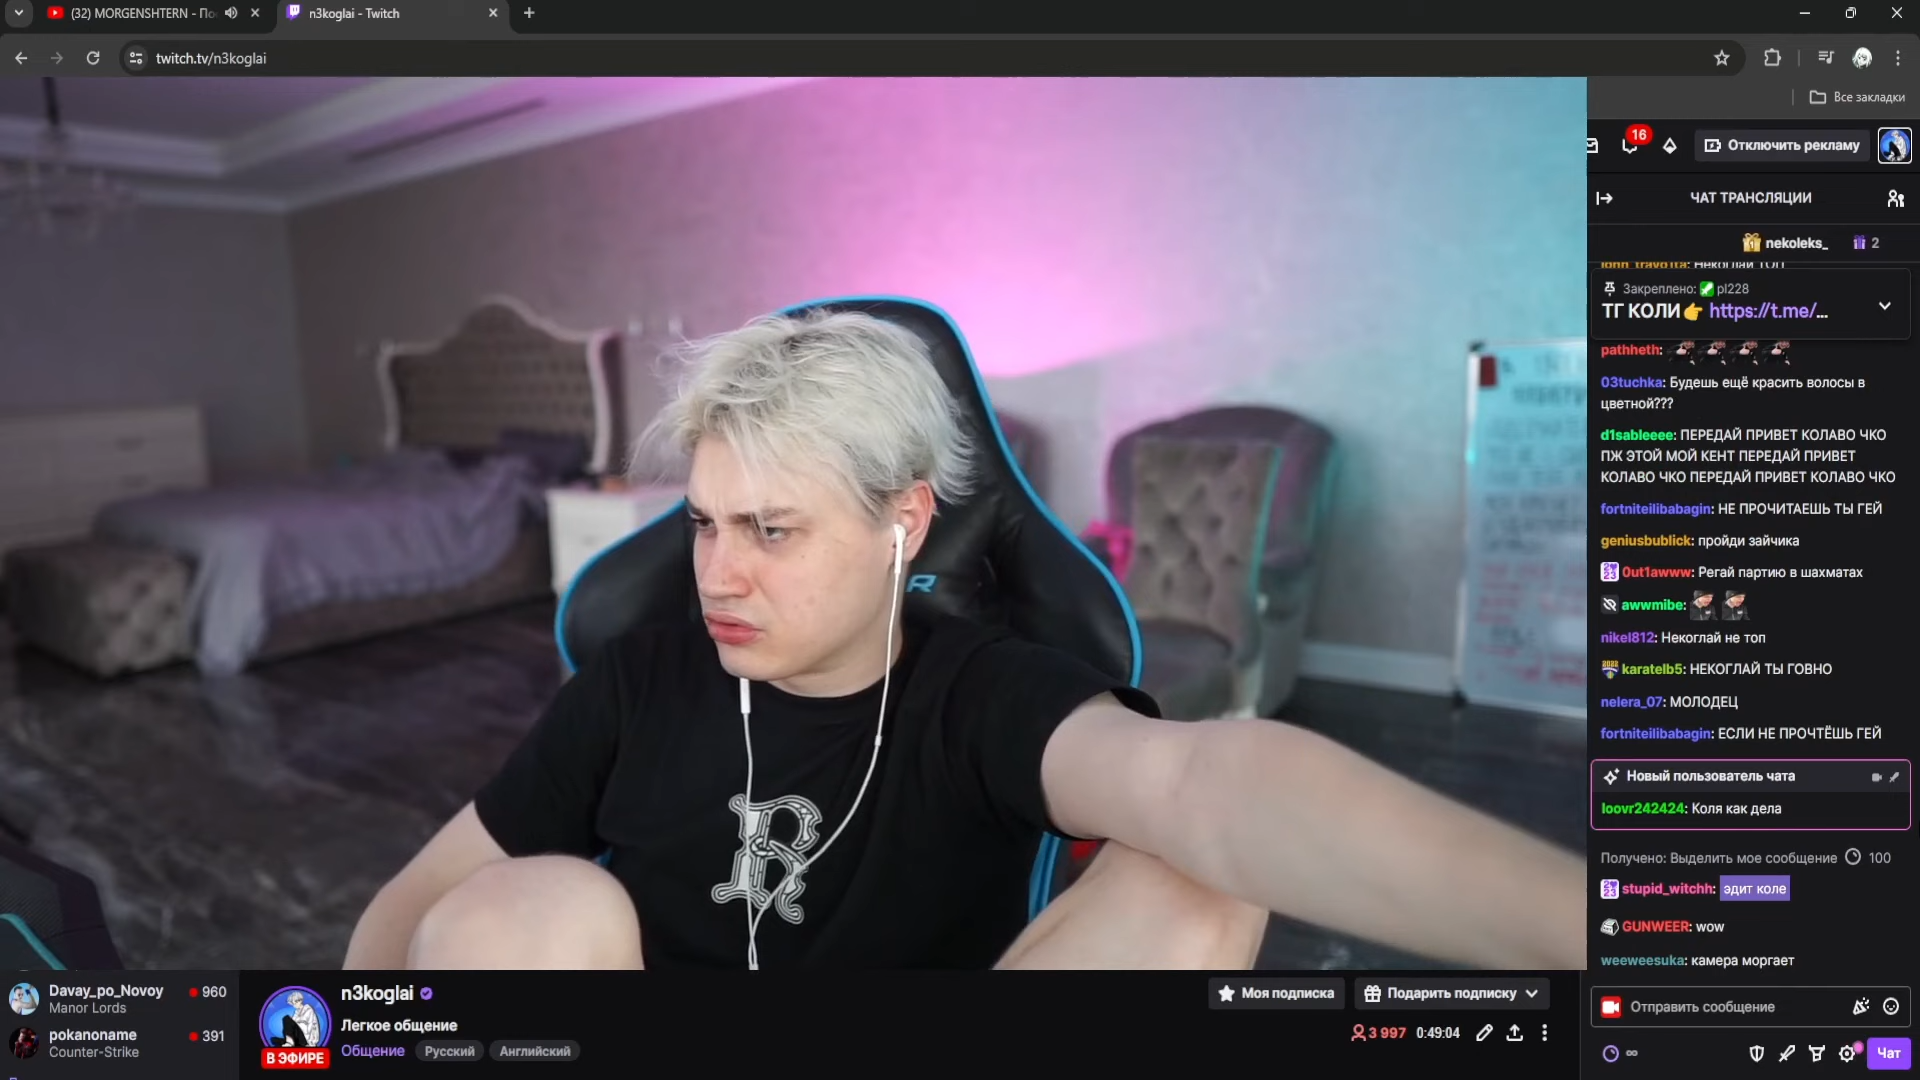 (32) MORGENSHTERN - По
n3koglai - Twitch
twitch.tv/n3koglai
Все закладки
16
Отключить рекламу
ЧАТ ТРАНСЛЯЦИИ
nekoleks_ 2
Некоглай ТОП
Закреплено: pl228
ТГ КОЛИ👉 https://t.me/...
pathheth:
03tuchka: Будешь ещё красить волосы в
цветной???
d1sableeee: ПЕРЕДАЙ ПРИВЕТ КОЛАВО ЧКО
ПЖ ЭТОЙ МОЙ КЕНТ ПЕРЕДАЙ ПРИВЕТ
КОЛАВО ЧКО ПЕРЕДАЙ ПРИВЕТ КОЛАВО ЧКО
fortniteilibabagin: НЕ ПРОЧИТАЕШЬ ТЫ ГЕЙ
geniusbublick: пройди зайчика
0ut1awww: Регай партию в шахматах
awwmibe:
nikel812: Некоглай не топ
karatelb5: НЕКОГЛАЙ ТЫ ГОВНО
nelera_07: МОЛОДЕЦ
fortniteilibabagin: ЕСЛИ НЕ ПРОЧТЁШЬ ГЕЙ
Новый пользователь чата
loovr242424: Коля как дела
Получено: Выделить мое сообщение 100
stupid_witchh: эдит коле
GUNWEER: wow
weeweesuka: камера моргает
Отправить сообщение
∞
Чат
R
R
Davay_po_Novoy 960
Manor Lords
pokanoname 391
Counter-Strike
В ЭФИРЕ
n3koglai
Легкое общение
Общение Русский Английский
Моя подписка
Подарить подписку
3 997 0:49:04